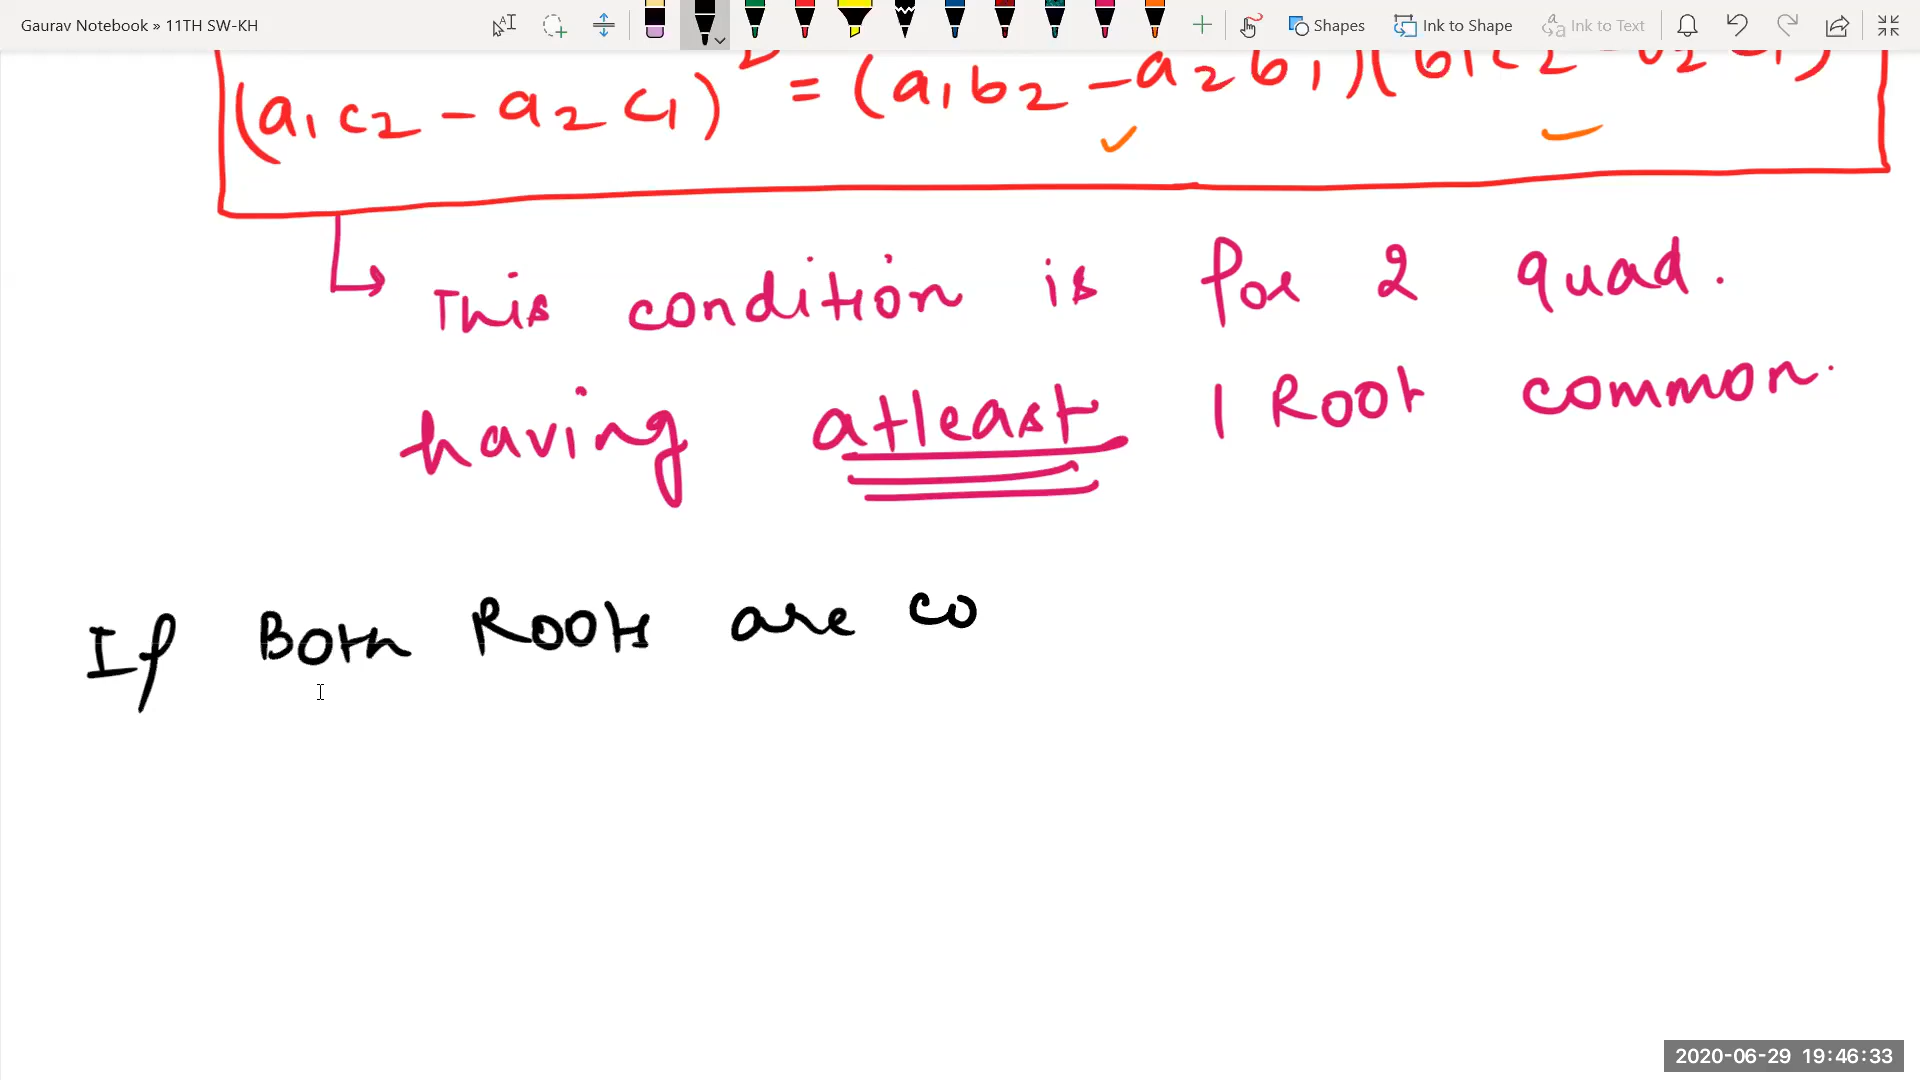 Gaurav Notebook » 11TH SW-KH
Shapes
Ink to Shape
Ink to Text
(a₁c₂ - a₂c₁)² = (a₁b₂ - a₂b₁)(b₁c₂ - b₂c₁)
This condition is for 2 quad.
having atleast 1 Root common.
If Both Roots are co
2020-06-29 19:46:33